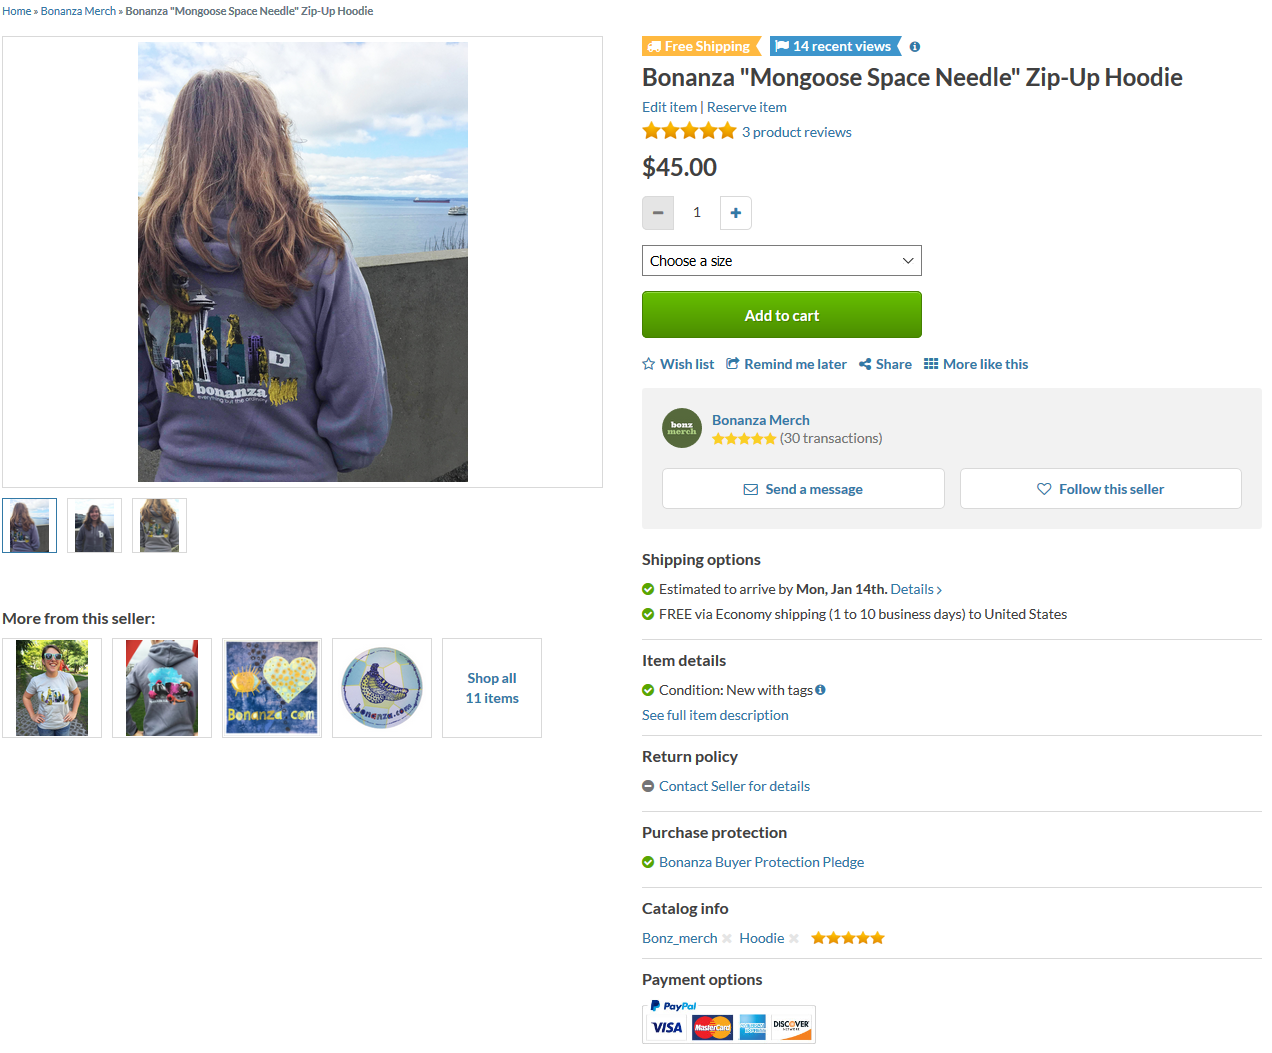 Home » Bonanza Merch » Bonanza "Mongoose Space Needle" Zip-Up Hoodie
b
bonanza
everything but the ordinary
More from this seller:
Bonanza com
bonanza.com
Shop all
11 items
Free Shipping 14 recent views
Bonanza "Mongoose Space Needle" Zip-Up Hoodie
Edit item | Reserve item
3 product reviews
$45.00
1
Choose a size
Add to cart
Wish list Remind me later Share More like this
bonz
merch
Bonanza Merch
(30 transactions)
Send a message Follow this seller
Shipping options
Estimated to arrive by Mon, Jan 14th. Details ›
FREE via Economy shipping (1 to 10 business days) to United States
Item details
Condition: New with tags
See full item description
Return policy
Contact Seller for details
Purchase protection
Bonanza Buyer Protection Pledge
Catalog info
Bonz_merch Hoodie
Payment options
PayPal
VISA MasterCard DISCOVER